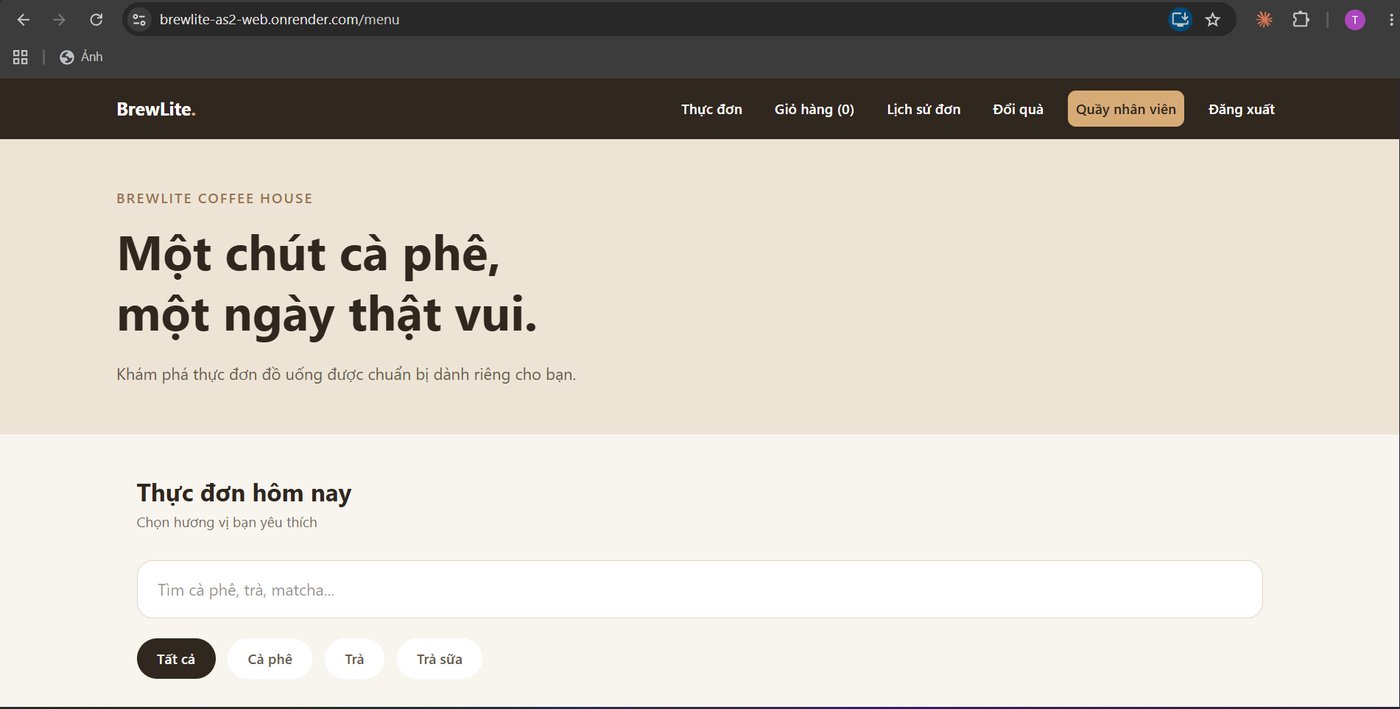 brewlite-as2-web.onrender.com/menu
T
Ảnh
BrewLite.
Thực đơn
Giỏ hàng (0)
Lịch sử đơn
Đổi quà
Quầy nhân viên
Đăng xuất
BREWLITE COFFEE HOUSE
Một chút cà phê,
một ngày thật vui.
Khám phá thực đơn đồ uống được chuẩn bị dành riêng cho bạn.
Thực đơn hôm nay
Chọn hương vị bạn yêu thích
Tìm cà phê, trà, matcha...
Tất cả
Cà phê
Trà
Trà sữa